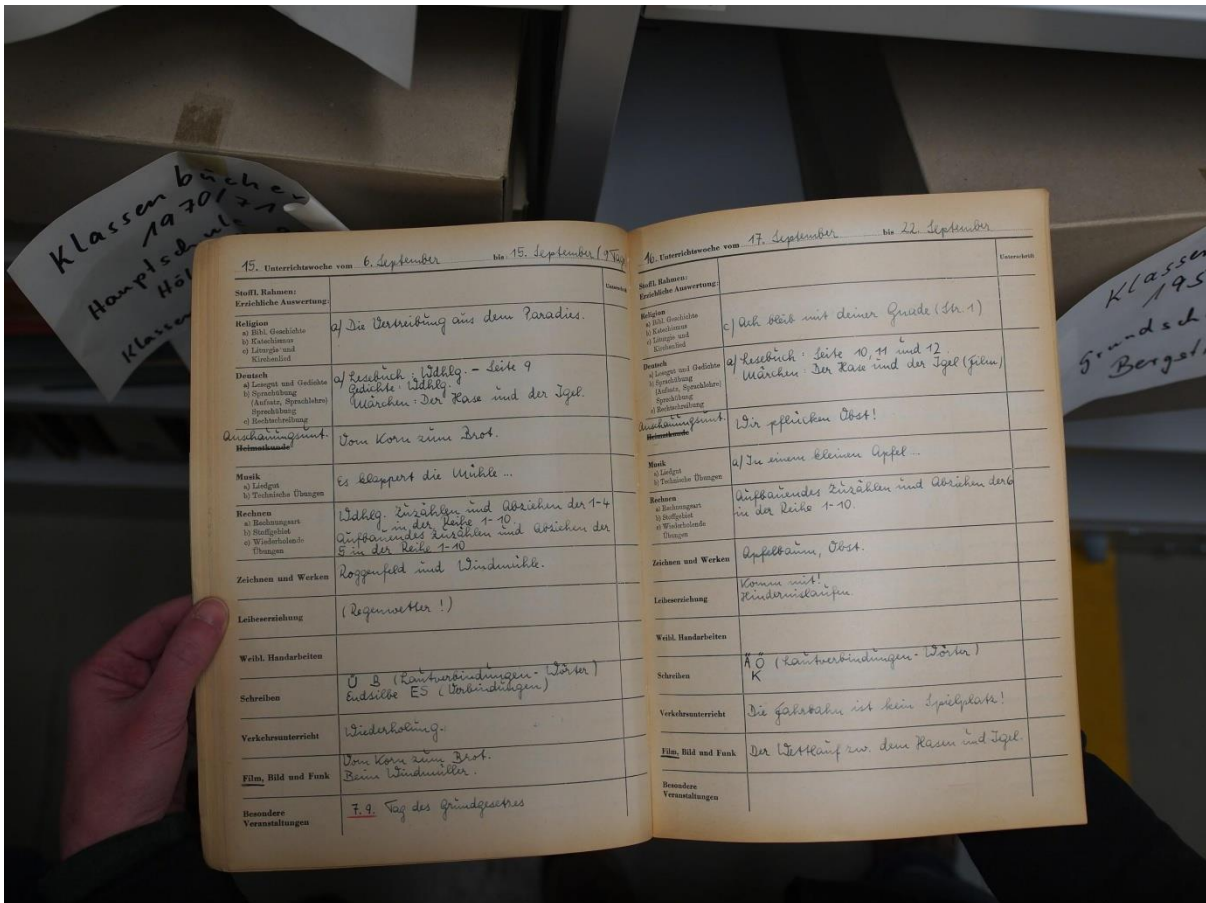 Klassenbücher
1970/71
Hauptschule
Klassen
Klassen
195
Grundsch
Berget
15. Unterrichtswoche vom 6. September bis 15. September / 9 Tage
Stoffl. Rahmen:
Erziehliche Auswertung:
Religion
a) Bibl. Geschichte
b) Katechismus
c) Liturgie und
Kirchenlied
a) Die Vertreibung aus dem Paradies.
Deutsch
a) Lesegut und Gedichte
b) Sprachübung
(Aufsatz, Sprachlehre)
Sprachübung
c) Rechtschreibung
a) Lesebuch: Wdhlg. - Seite 9
Gedichte: Wdhlg.
Märchen: Der Hase und der Igel.
Anschauungsunt.
Heimatkunde
Vom Korn zum Brot.
Musik
a) Liedgut
b) Technische Übungen
Es klappert die Mühle ...
Rechnen
a) Rechnungsart
b) Stoffgebiet
c) Wiederholende
Übungen
Wdhlg. Zuzählen und Abziehen der 1-4
in der Reihe 1-10.
Aufbauendes Zuzählen und Abziehen der
5 in der Reihe 1-10
Zeichnen und Werken
Roggenfeld und Windmühle.
Leibeserziehung
(Regenwetter!)
Weibl. Handarbeiten
Schreiben
Ü B (Lautverbindungen - Wörter)
Endsilbe ES (Verbindungen)
Verkehrsunterricht
Wiederholung.
Film, Bild und Funk
Vom Korn zum Brot.
Beim Windmüller.
Besondere
Veranstaltungen
7.9. Tag des Grundgesetzes
16. Unterrichtswoche vom 17. September bis 22. September
Unterschrift
Stoffl. Rahmen:
Erziehliche Auswertung:
Religion
a) Bibl. Geschichte
b) Katechismus
c) Liturgie und
Kirchenlied
c) Ach bleib mit deiner Gnade (Str. 1)
Deutsch
a) Lesegut und Gedichte
b) Sprachübung
(Aufsatz, Sprachlehre)
Sprachübung
c) Rechtschreibung
a) Lesebuch: Seite 10, 11 und 12
Märchen: Der Hase und der Igel (Film)
Anschauungsunt.
Heimatkunde
Wir pflücken Obst!
Musik
a) Liedgut
b) Technische Übungen
a) In einem kleinen Apfel ...
Rechnen
a) Rechnungsart
b) Stoffgebiet
c) Wiederholende
Übungen
Aufbauendes Zuzählen und Abziehen der 6
in der Reihe 1-10.
Zeichnen und Werken
Apfelbaum, Obst.
Leibeserziehung
Komm mit!
Hindernislaufen
Weibl. Handarbeiten
Schreiben
Ä Ö (Lautverbindungen - Wörter)
K
Verkehrsunterricht
Die Fahrbahn ist kein Spielplatz!
Film, Bild und Funk
Der Wettlauf zw. dem Hasen und Igel.
Besondere
Veranstaltungen